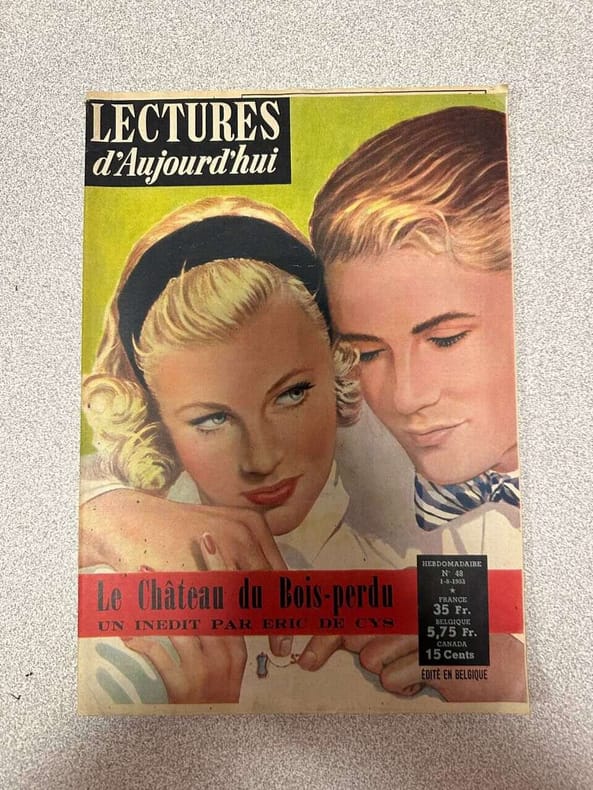 LECTURES
d'Aujourd'hui
Le Château du Bois-perdu
UN INEDIT PAR ERIC DE CYS
HEBDOMADAIRE
N° 48
1-8-1953
★
FRANCE
35 Fr.
BELGIQUE
5,75 Fr.
CANADA
15 Cents
ÉDITÉ EN BELGIQUE